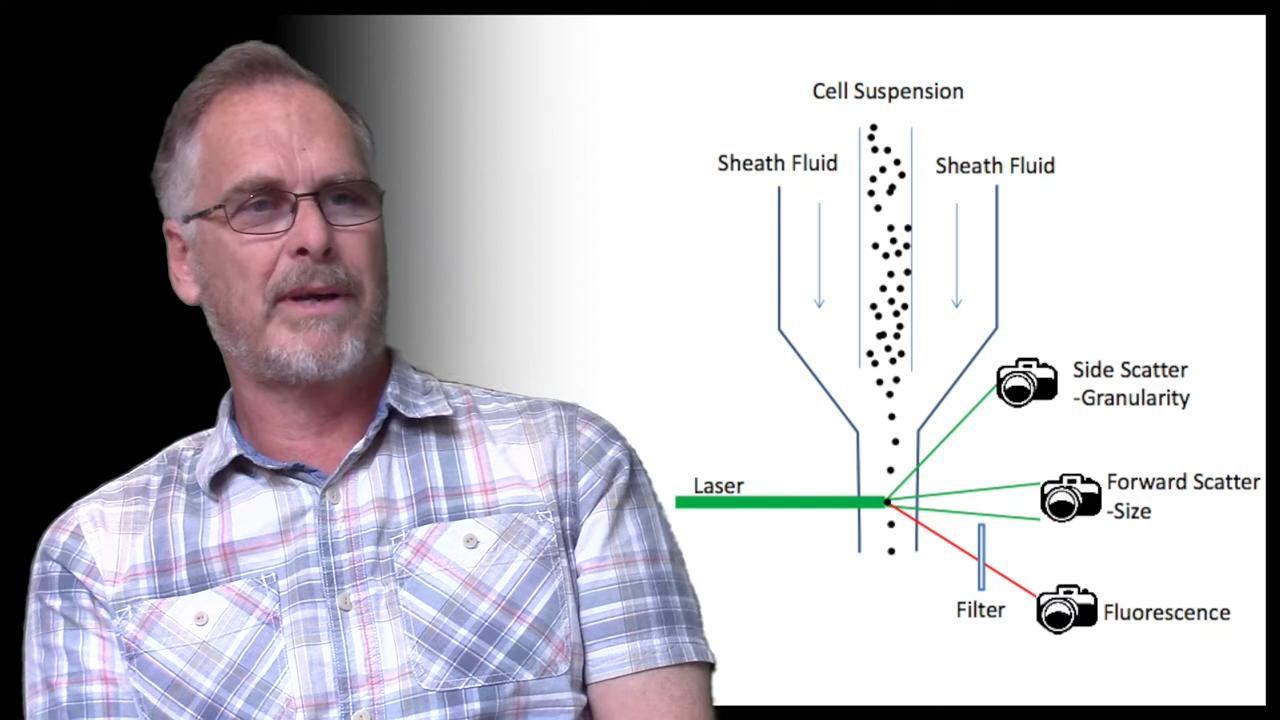 Cell Suspension
Sheath Fluid
Sheath Fluid
Side Scatter
-Granularity
Laser
Forward Scatter
-Size
Filter
Fluorescence